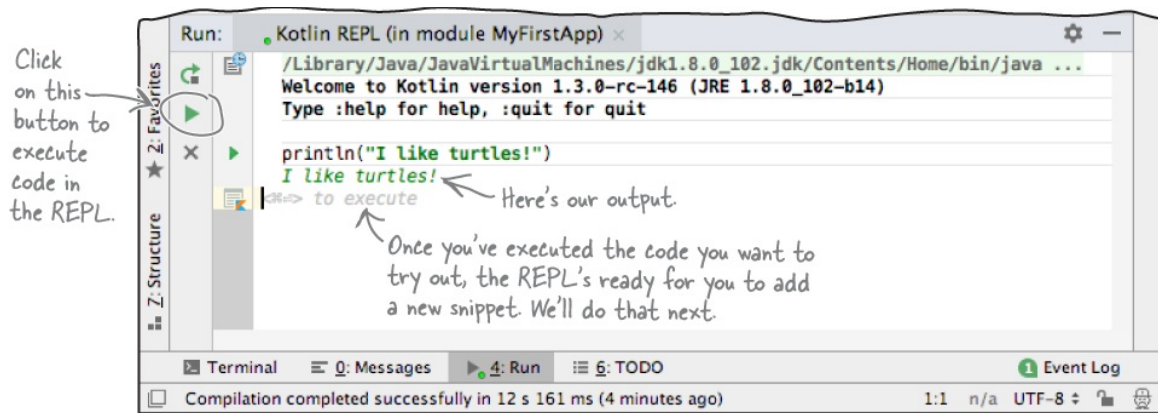 Run: Kotlin REPL (in module MyFirstApp) ×
Click
on this
button to
execute
code in
the REPL.
2: Favorites
7: Structure
/Library/Java/JavaVirtualMachines/jdk1.8.0_102.jdk/Contents/Home/bin/java ...
Welcome to Kotlin version 1.3.0-rc-146 (JRE 1.8.0_102-b14)
Type :help for help, :quit for quit
println("I like turtles!")
I like turtles!
<⌘⏎> to execute
Here's our output.
Once you've executed the code you want to
try out, the REPL's ready for you to add
a new snippet. We'll do that next.
Terminal 0: Messages 4: Run 6: TODO 1 Event Log
Compilation completed successfully in 12 s 161 ms (4 minutes ago) 1:1 n/a UTF-8